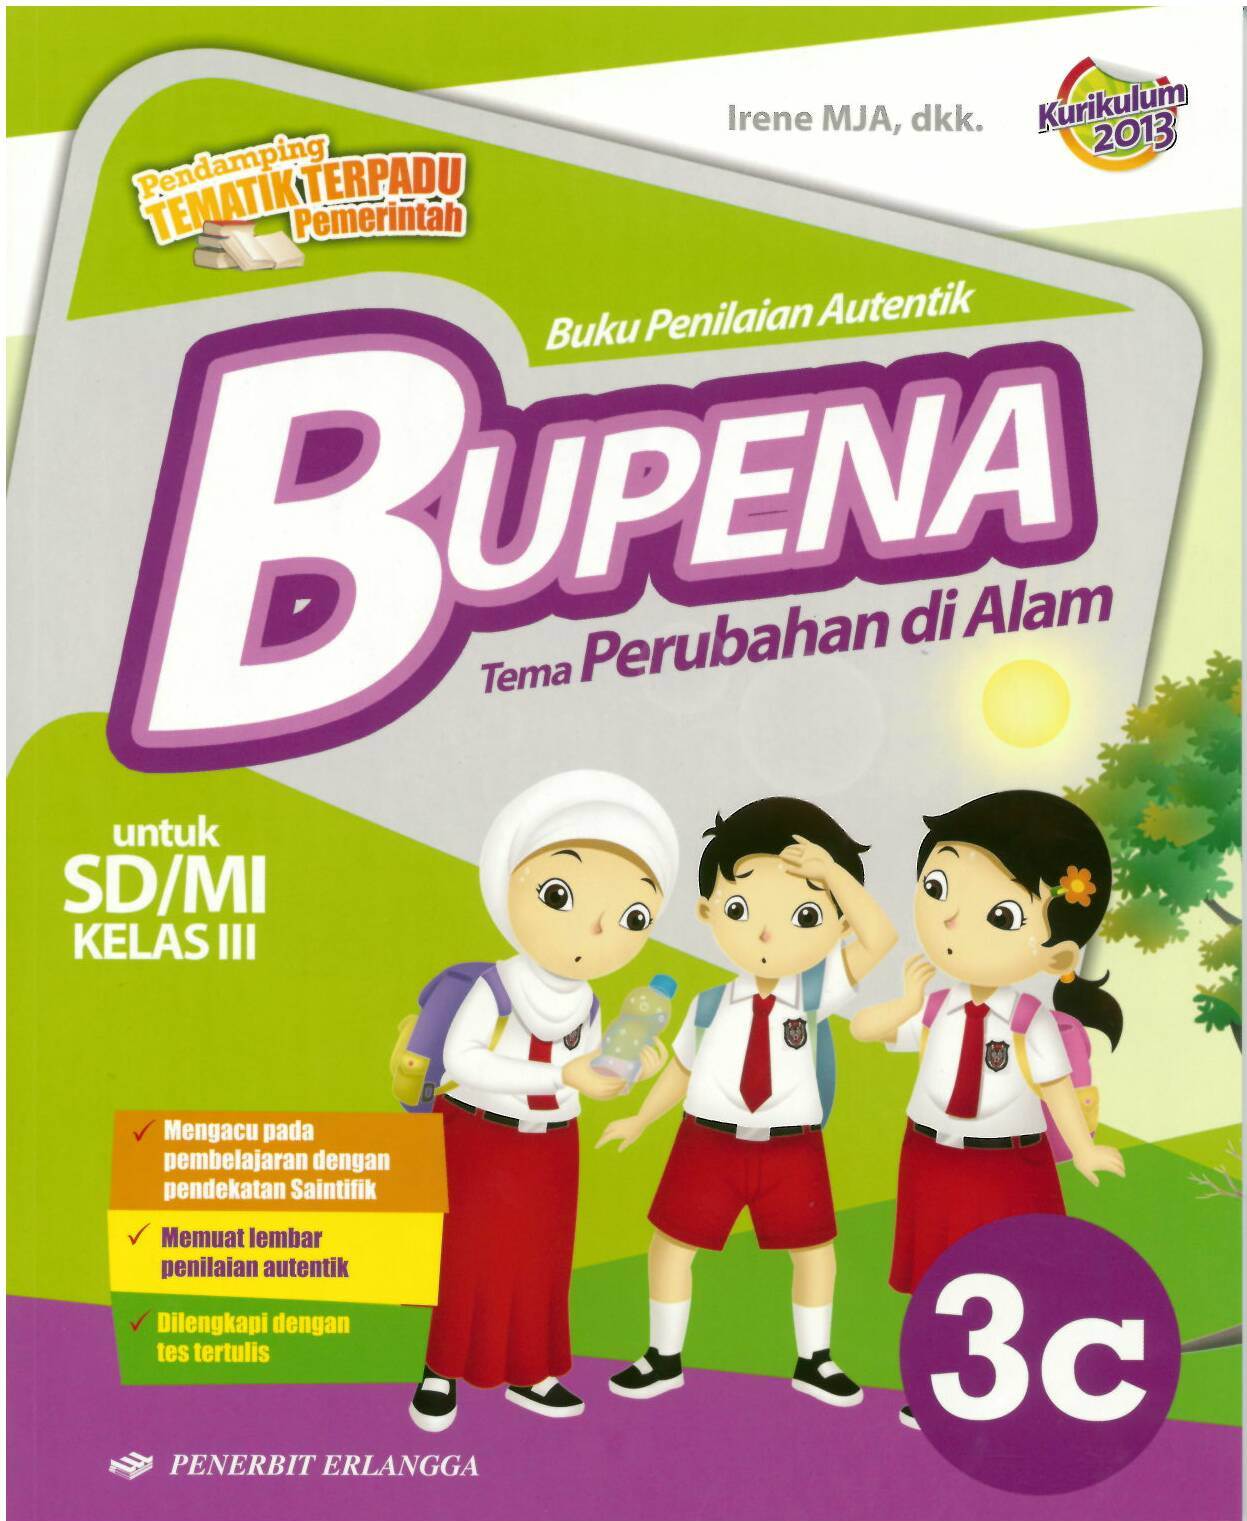 Irene MJA, dkk.
Kurikulum
2013
Pendamping
TEMATIK TERPADU
Pemerintah
Buku Penilaian Autentik
BUPENA
Tema Perubahan di Alam
untuk
SD/MI
KELAS III
✓ Mengacu pada
pembelajaran dengan
pendekatan Saintifik
✓ Memuat lembar
penilaian autentik
✓ Dilengkapi dengan
tes tertulis
3c
PENERBIT ERLANGGA